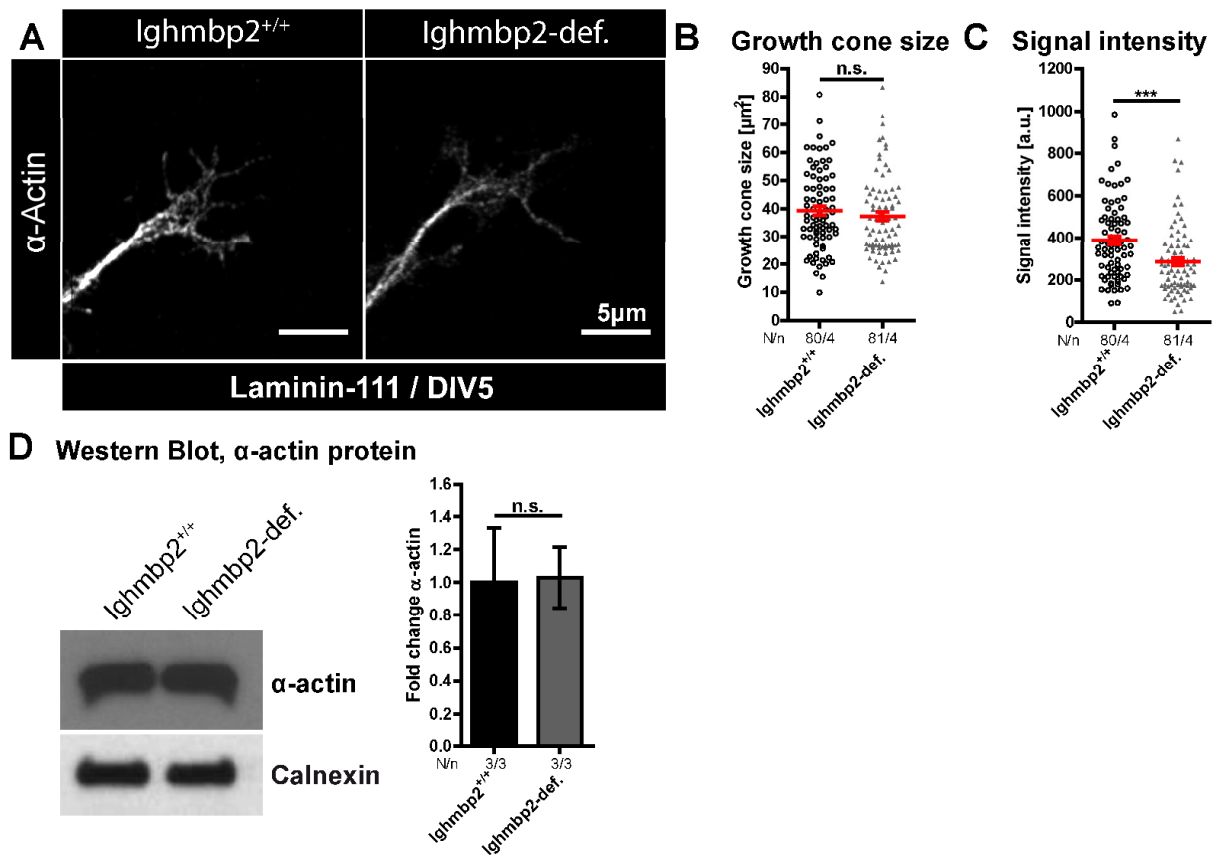 A
Ighmbp2+/+
Ighmbp2-def.
α-Actin
5µm
Laminin-111 / DIV5
B Growth cone size
n.s.
Growth cone size [µm²]
90
80
70
60
50
40
30
20
10
0
N/n 80/4 81/4
Ighmbp2+/+
Ighmbp2-def.
C Signal intensity
***
Signal intensity [a.u.]
1200
1000
800
600
400
200
0
N/n 80/4 81/4
Ighmbp2+/+
Ighmbp2-def.
D Western Blot, α-actin protein
Ighmbp2+/+
Ighmbp2-def.
α-actin
Calnexin
n.s.
Fold change α-actin
1.6
1.4
1.2
1.0
0.8
0.6
0.4
0.2
0.0
N/n 3/3 3/3
Ighmbp2+/+
Ighmbp2-def.